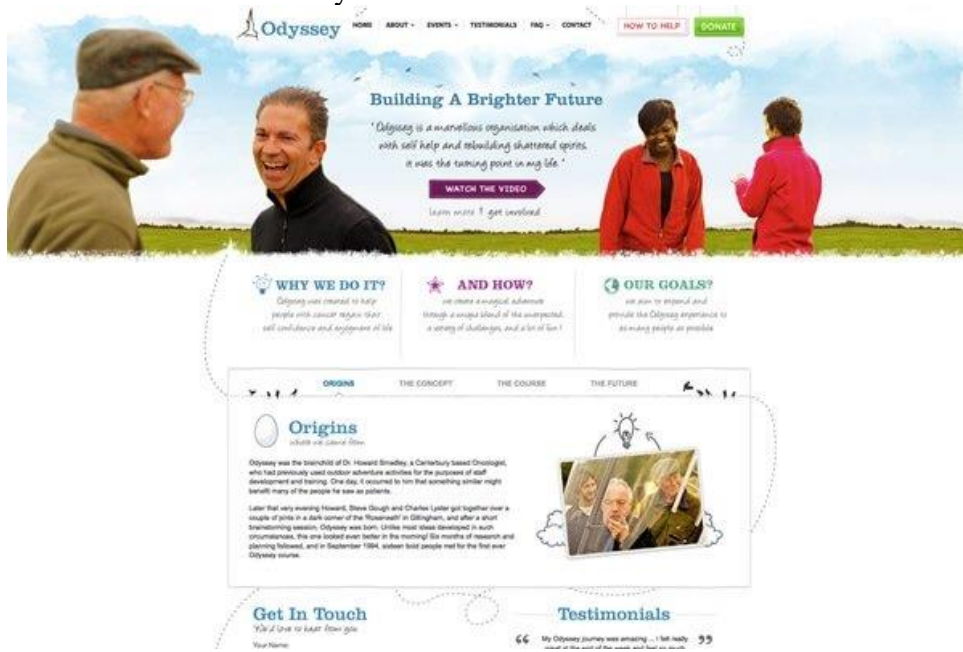 Odyssey
HOME ABOUT EVENTS TESTIMONIALS FAQ CONTACT
HOW TO HELP DONATE
Building A Brighter Future
"Odyssey is a marvellous organisation which deals
with self help and rebuilding shattered spirits,
it was the turning point in my life."
WATCH THE VIDEO
learn more & get involved
WHY WE DO IT?
Odyssey was created to help
people with cancer regain their
self confidence and enjoyment of life
AND HOW?
we create a magical adventure
through a unique blend of the unexpected,
a variety of challenges, and a lot of fun!
OUR GOALS?
we aim to expand and
provide the Odyssey experience to
as many people as possible
ORIGINS THE CONCEPT THE COURSE THE FUTURE
Origins
where we came from
Odyssey was the brainchild of Dr. Howard Smedley, a Canterbury based Oncologist,
who had previously used outdoor adventure activities for the purposes of staff
development and training. One day, it occurred to him that something similar might
benefit many of the people he saw as patients.
Later that very evening Howard, Steve Gough and Charles Lyster got together over a
couple of pints in a dark corner of the 'Roseneath' in Gillingham, and after a short
brainstorming session, Odyssey was born. Unlike most ideas developed in such
circumstances, this one looked even better in the morning! Six months of research and
planning followed, and in September 1994, sixteen bold people met for the first ever
Odyssey course.
Get In Touch
We'd love to hear from you
Your Name:
Testimonials
“ My Odyssey journey was amazing ... I felt really ”